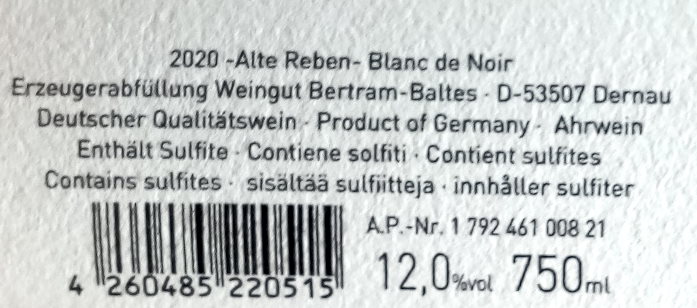 2020 -Alte Reben- Blanc de Noir
Erzeugerabfüllung Weingut Bertram-Baltes · D-53507 Dernau
Deutscher Qualitätswein · Product of Germany · Ahrwein
Enthält Sulfite · Contiene solfiti · Contient sulfites
Contains sulfites · sisältää sulfiitteja · innhåller sulfiter
A.P.-Nr. 1 792 461 008 21
12,0%vol 750ml
4 260485 220515